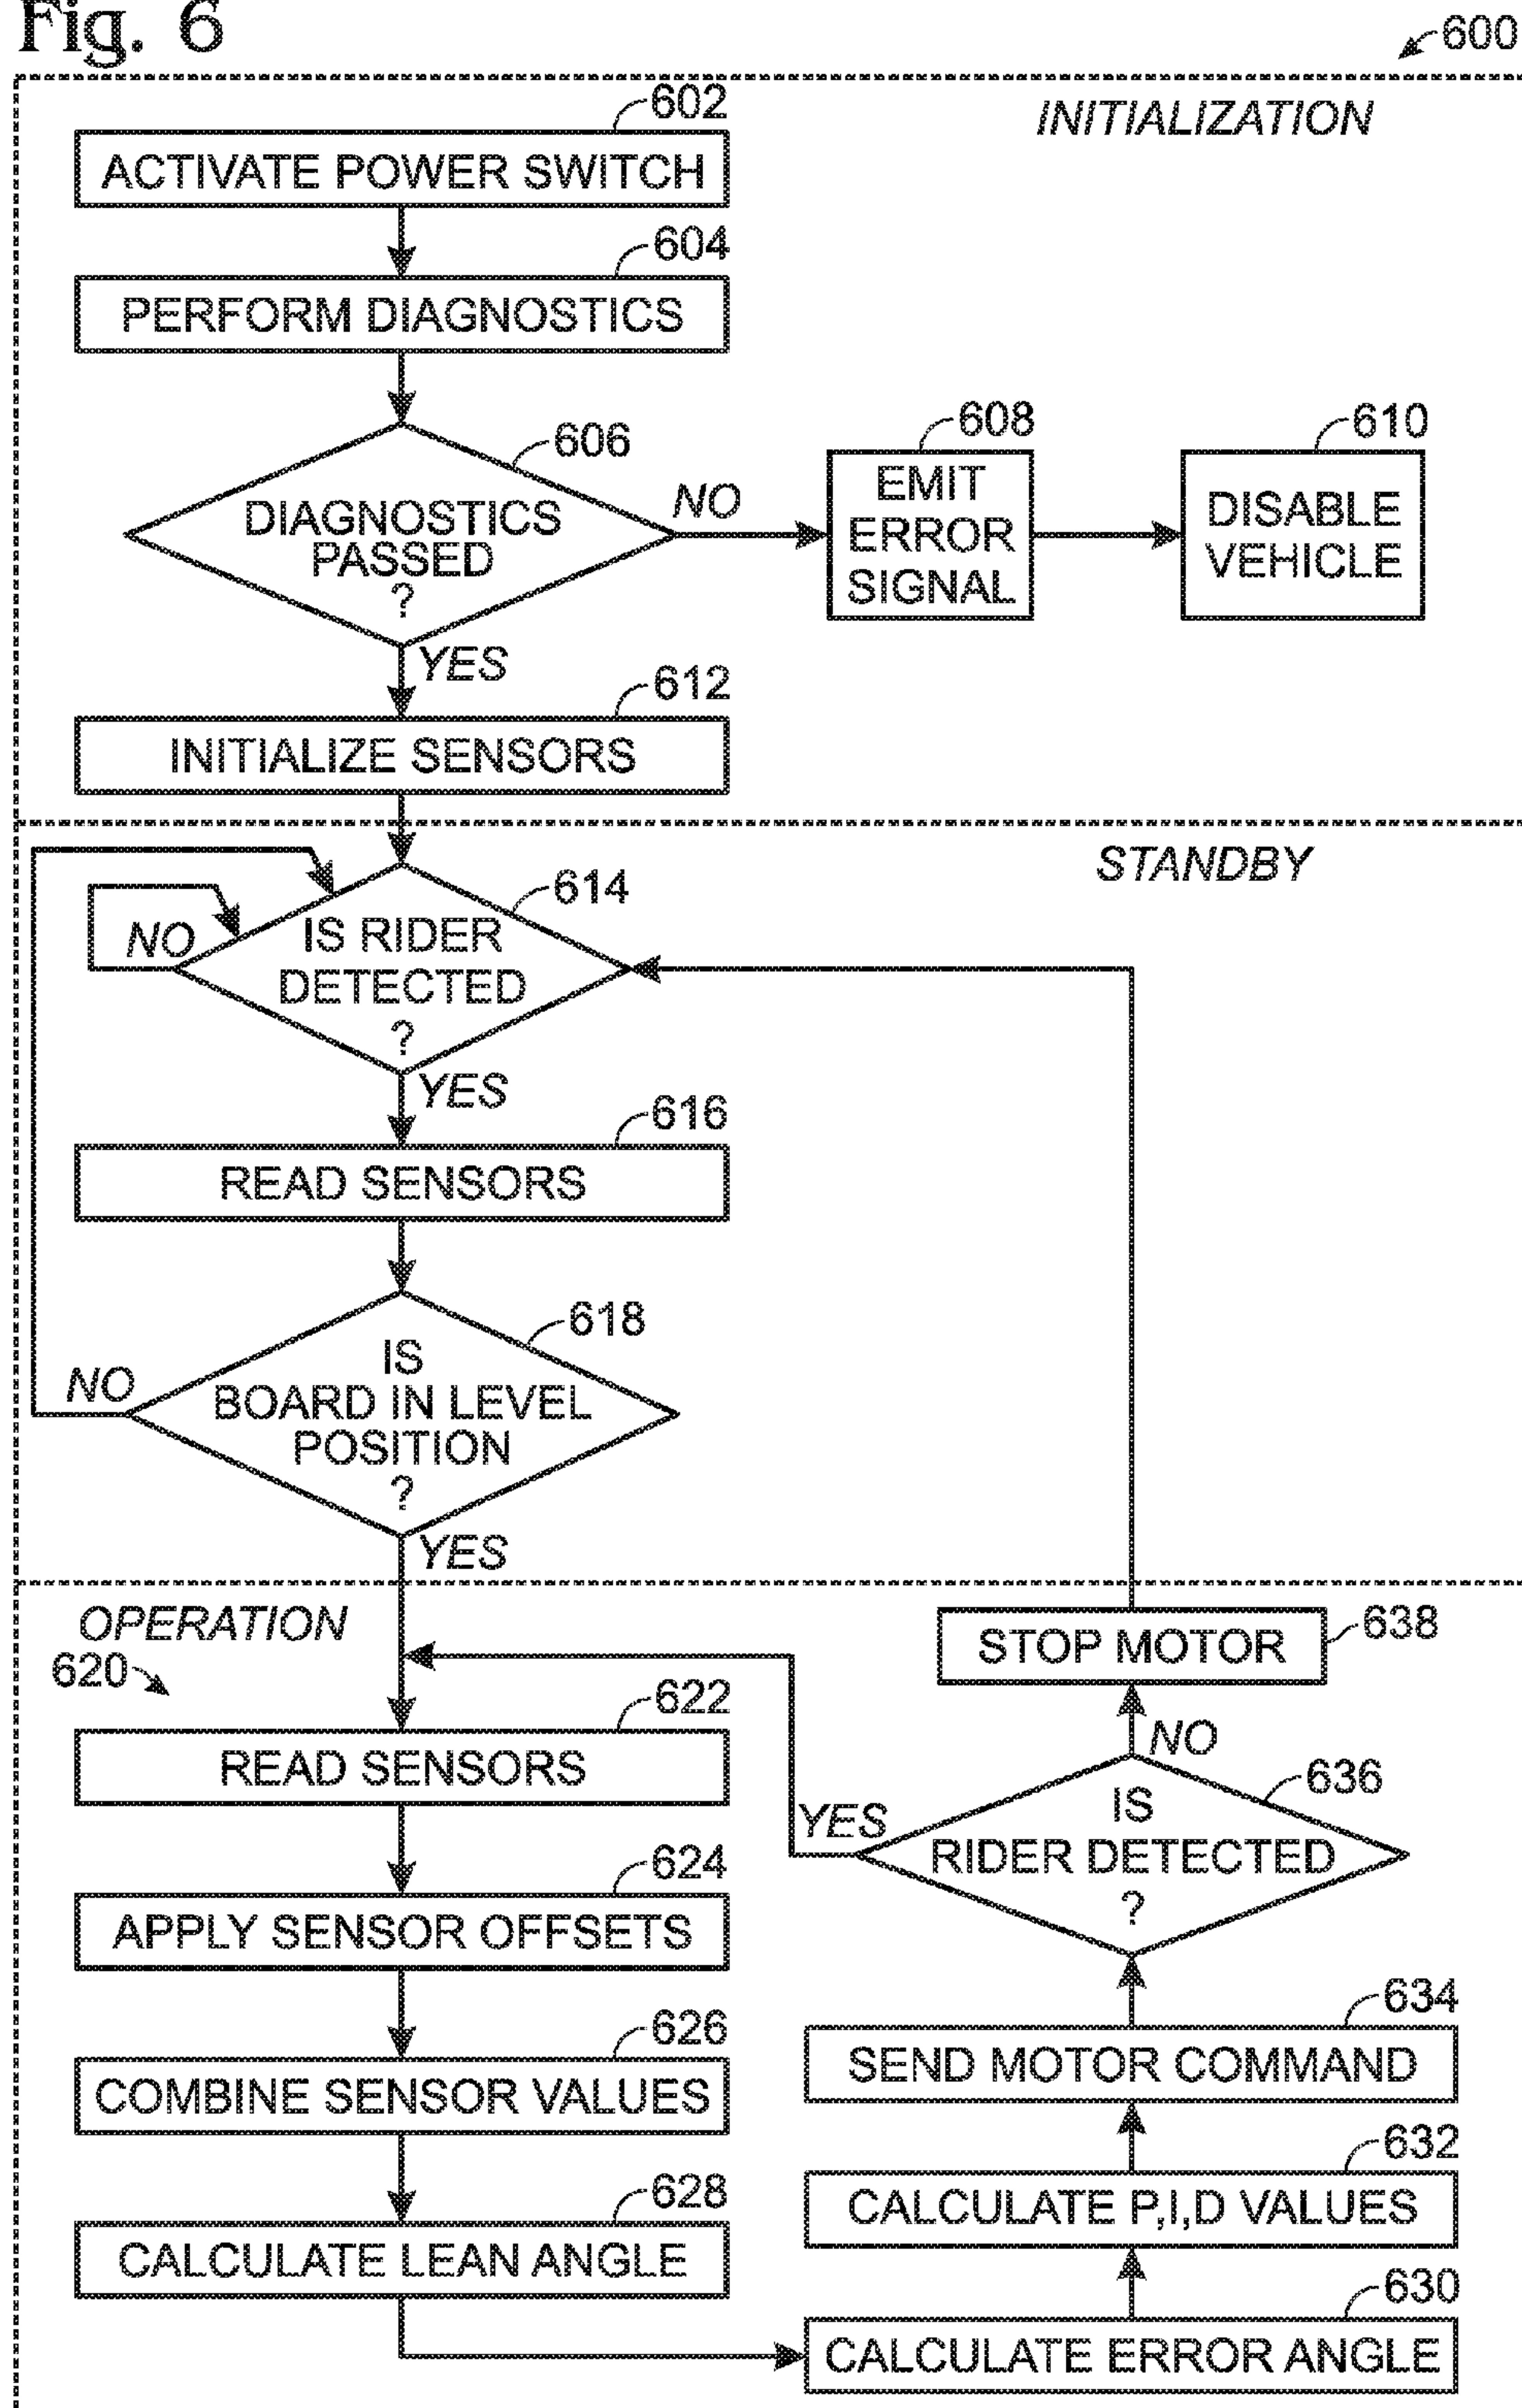 Fig. 6
600
INITIALIZATION
602
ACTIVATE POWER SWITCH
604
PERFORM DIAGNOSTICS
606
DIAGNOSTICS
PASSED
?
NO
608
EMIT
ERROR
SIGNAL
610
DISABLE
VEHICLE
YES
612
INITIALIZE SENSORS
STANDBY
614
IS RIDER
DETECTED
?
NO
YES
616
READ SENSORS
618
IS
BOARD IN LEVEL
POSITION
?
NO
YES
OPERATION
620
622
READ SENSORS
624
APPLY SENSOR OFFSETS
626
COMBINE SENSOR VALUES
628
CALCULATE LEAN ANGLE
630
CALCULATE ERROR ANGLE
632
CALCULATE P,I,D VALUES
634
SEND MOTOR COMMAND
636
IS
RIDER DETECTED
?
YES
NO
638
STOP MOTOR